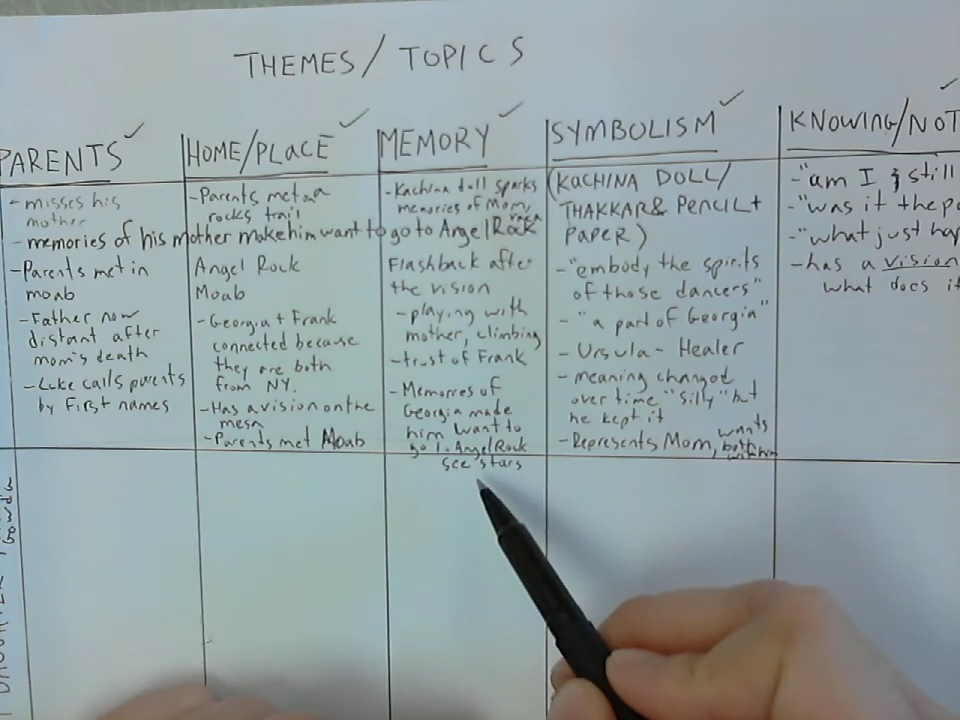 THEMES / TOPICS
PARENTS ✓
- misses his
mother
- memories of his mother make him want to go to Angel Rock
- Parents met in
moab
- Father now
distant after
mom's death
- Luke calls parents
by first names
HOME/PLACE ✓
- Parents met on a
rocks trail
Angel Rock
Moab
- Georgia + Frank
connected because
they are both
from NY.
- Has a vision on the
mesa
- Parents met Moab
MEMORY ✓
- Kachina doll sparks
memories of Mom,
Flashback after
the vision
- playing with
mother, climbing
- trust of Frank
- Memories of
Georgia made
him want to
go to Angel Rock
see stars
SYMBOLISM ✓
(KACHINA DOLL/
THAKKAR & PENCIL +
PAPER)
- "embody the spirits
of those dancers"
- "a part of Georgia"
- Ursula - Healer
- meaning changed
over time "silly" but
he kept it
- Represents Mom, wants
both with him
KNOWING/NOT ✓
- "am I still
- "was it the
- "what just
- has a vision
what does